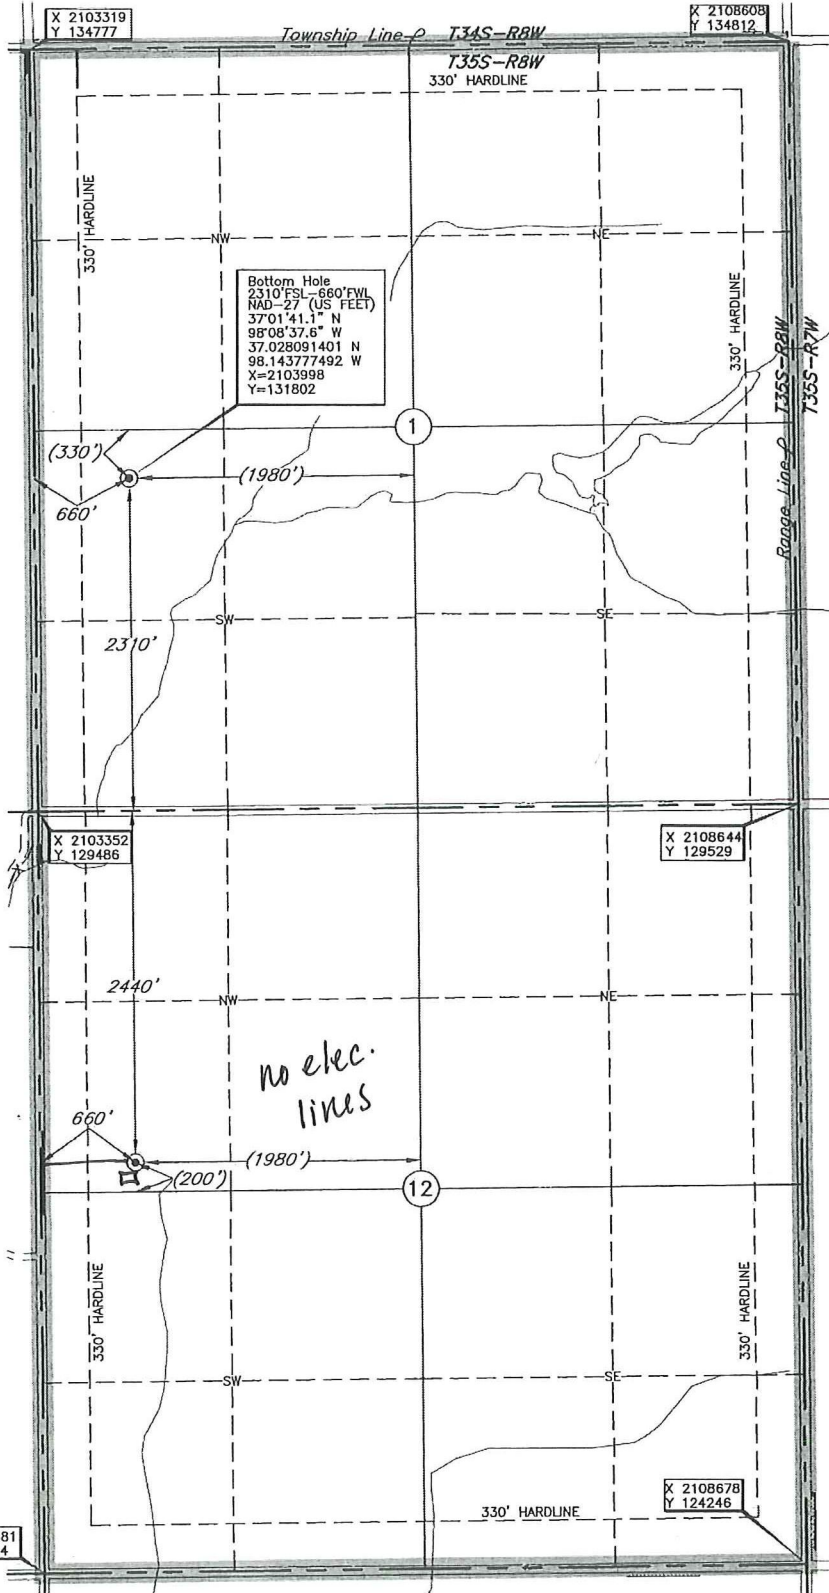 X 2103319
Y 134777
X 2108608
Y 134812
Township Line T34S-R8W
T35S-R8W
330' HARDLINE
330' HARDLINE
NW
NE
Bottom Hole
2310'FSL-660'FWL
NAD-27 (US FEET)
37°01'41.1" N
98°08'37.6" W
37.028091401 N
98.143777492 W
X=2103998
Y=131802
330' HARDLINE
Range Line T35S-R8W
T35S-R7W
1
(330')
(1980')
660'
SW
SE
2310'
X 2103352
Y 129486
X 2108644
Y 129529
2440'
NW
NE
no elec.
lines
660'
(1980')
(200')
12
330' HARDLINE
330' HARDLINE
SW
SE
X 2108678
Y 124246
330' HARDLINE
81
4